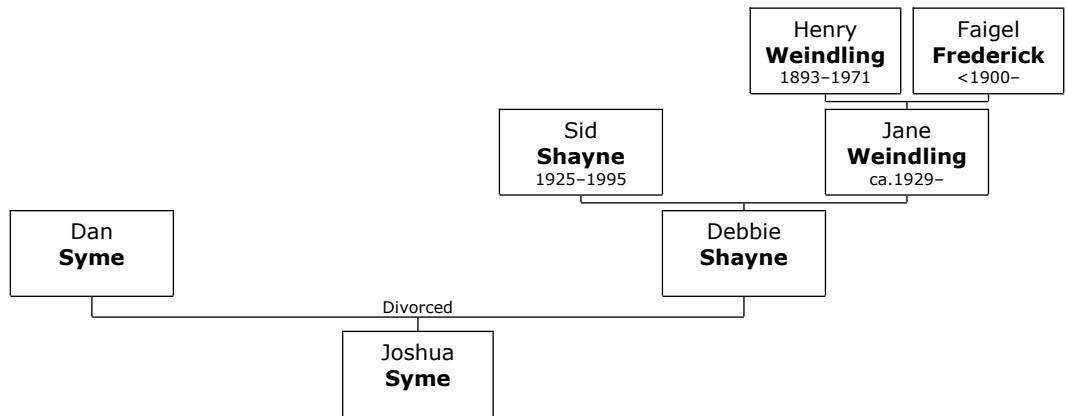 Henry
Weindling
1893–1971
Faigel
Frederick
<1900–
Sid
Shayne
1925–1995
Jane
Weindling
ca.1929–
Dan
Syme
Debbie
Shayne
Divorced
Joshua
Syme